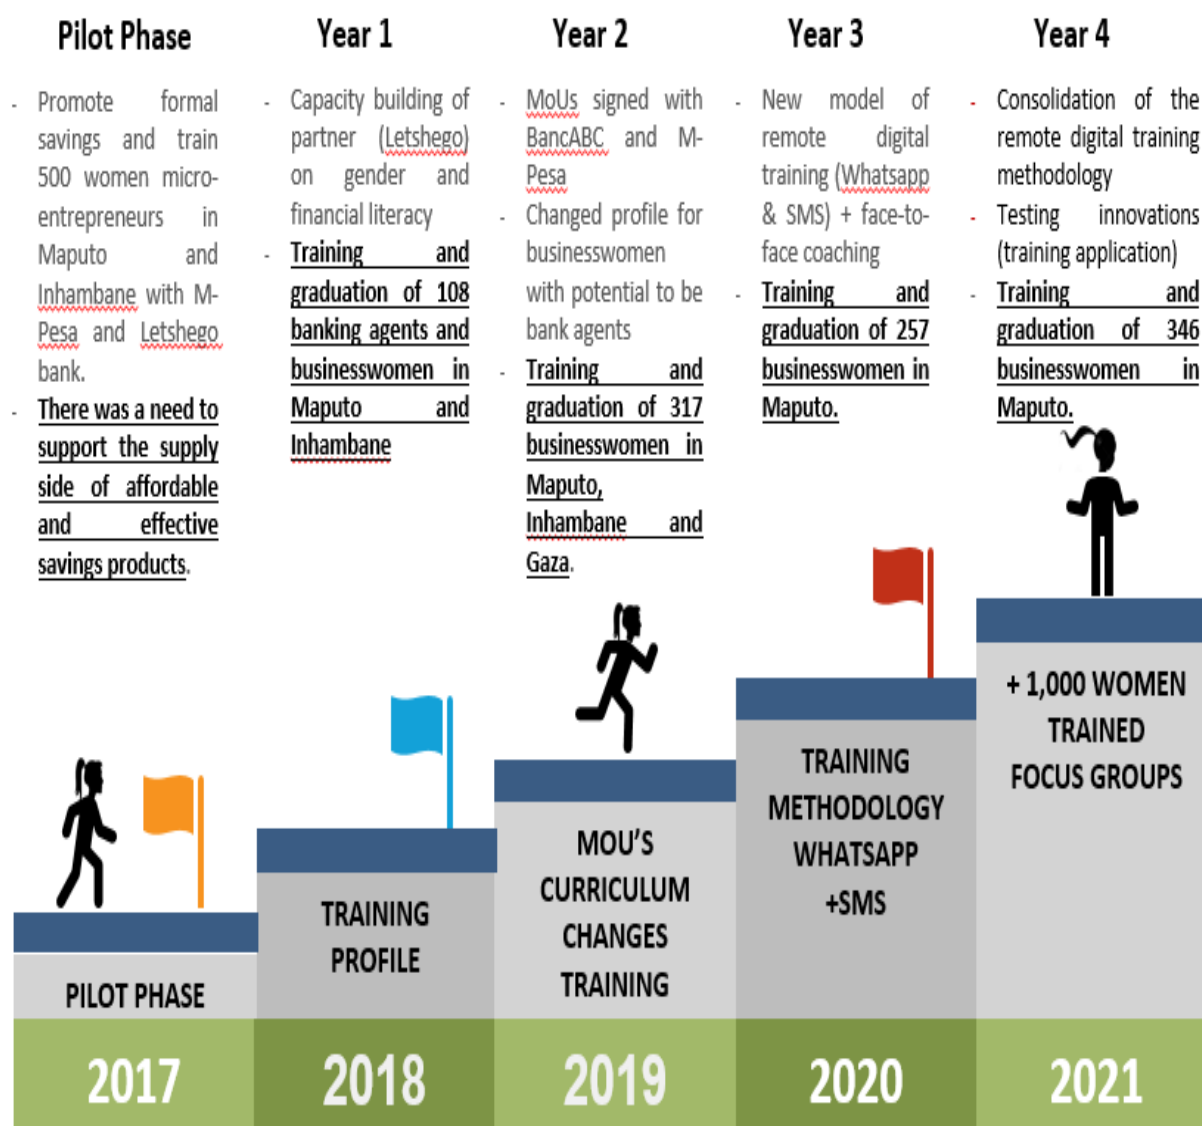 Pilot Phase
- Promote formal
savings and train
500 women micro-
entrepreneurs in
Maputo and
Inhambane with M-
Pesa and Letshego
bank.
- There was a need to
support the supply
side of affordable
and effective
savings products.
Year 1
- Capacity building of
partner (Letshego)
on gender and
financial literacy
- Training and
graduation of 108
banking agents and
businesswomen in
Maputo and
Inhambane
Year 2
- MoUs signed with
BancABC and M-
Pesa
- Changed profile for
businesswomen
with potential to be
bank agents
- Training and
graduation of 317
businesswomen in
Maputo,
Inhambane and
Gaza.
Year 3
- New model of
remote digital
training (Whatsapp
& SMS) + face-to-
face coaching
- Training and
graduation of 257
businesswomen in
Maputo.
Year 4
- Consolidation of the
remote digital training
methodology
- Testing innovations
(training application)
- Training and
graduation of 346
businesswomen in
Maputo.
PILOT PHASE
2017
TRAINING
PROFILE
2018
MOU'S
CURRICULUM
CHANGES
TRAINING
2019
TRAINING
METHODOLOGY
WHATSAPP
+SMS
2020
+ 1,000 WOMEN
TRAINED
FOCUS GROUPS
2021